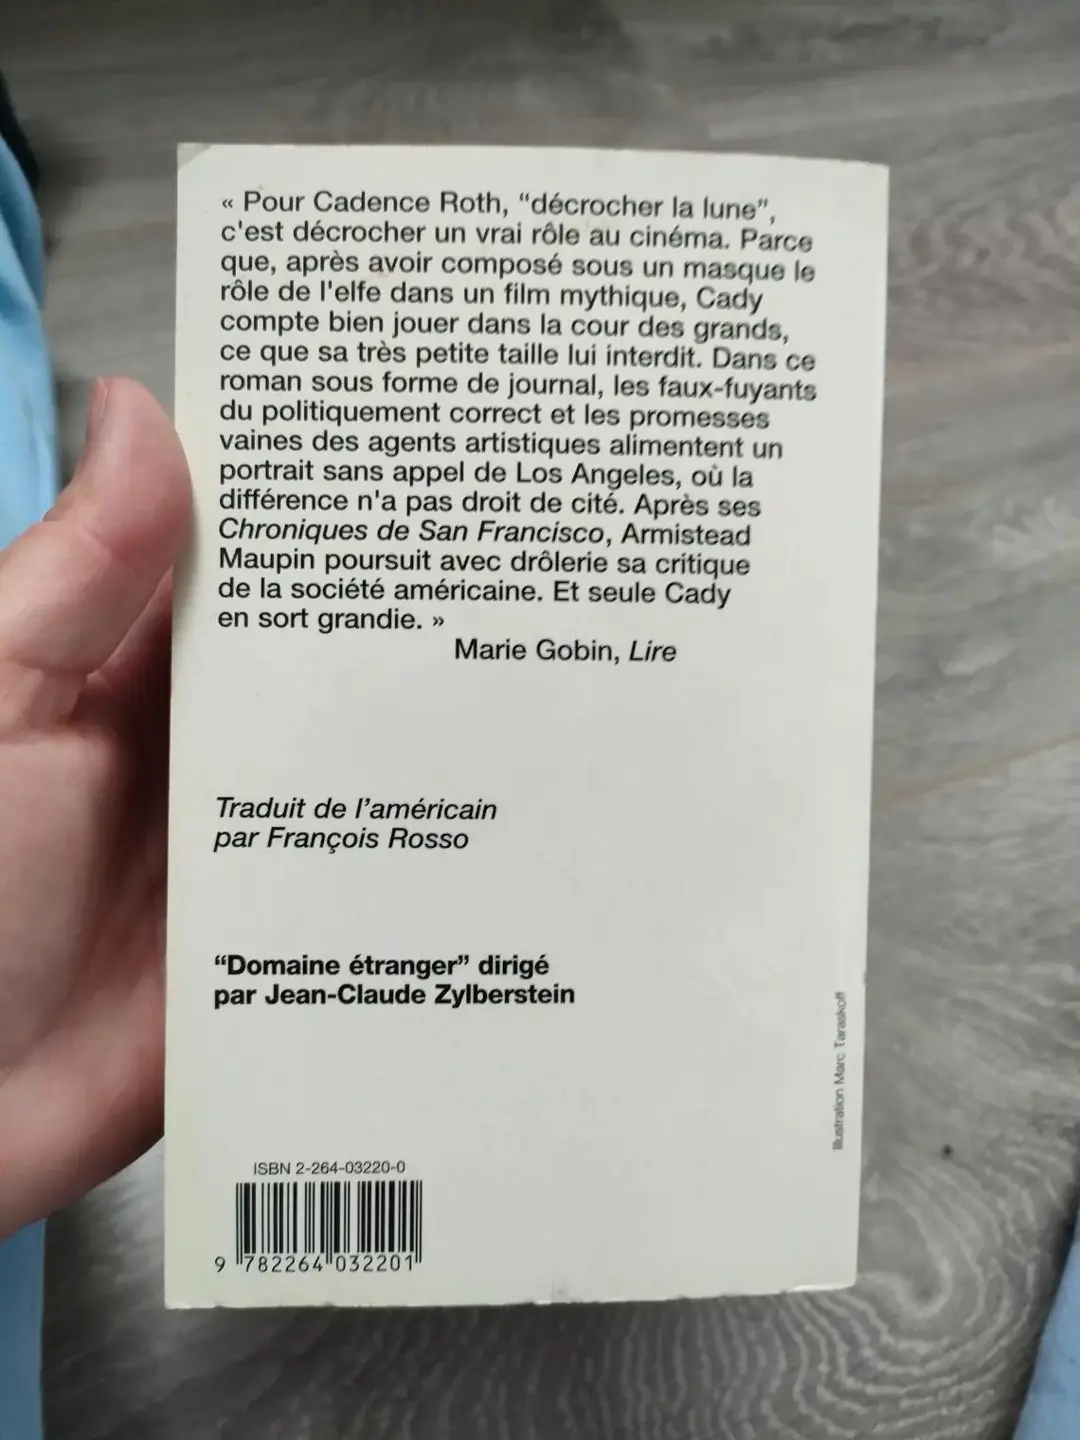 « Pour Cadence Roth, “décrocher la lune”,
c'est décrocher un vrai rôle au cinéma. Parce
que, après avoir composé sous un masque le
rôle de l'elfe dans un film mythique, Cady
compte bien jouer dans la cour des grands,
ce que sa très petite taille lui interdit. Dans ce
roman sous forme de journal, les faux-fuyants
du politiquement correct et les promesses
vaines des agents artistiques alimentent un
portrait sans appel de Los Angeles, où la
différence n'a pas droit de cité. Après ses
Chroniques de San Francisco, Armistead
Maupin poursuit avec drôlerie sa critique
de la société américaine. Et seule Cady
en sort grandie. »
Marie Gobin, Lire
Traduit de l’américain
par François Rosso
“Domaine étranger” dirigé
par Jean-Claude Zylberstein
Illustration Marc Taraskoff
ISBN 2-264-03220-0
9 782264 032201